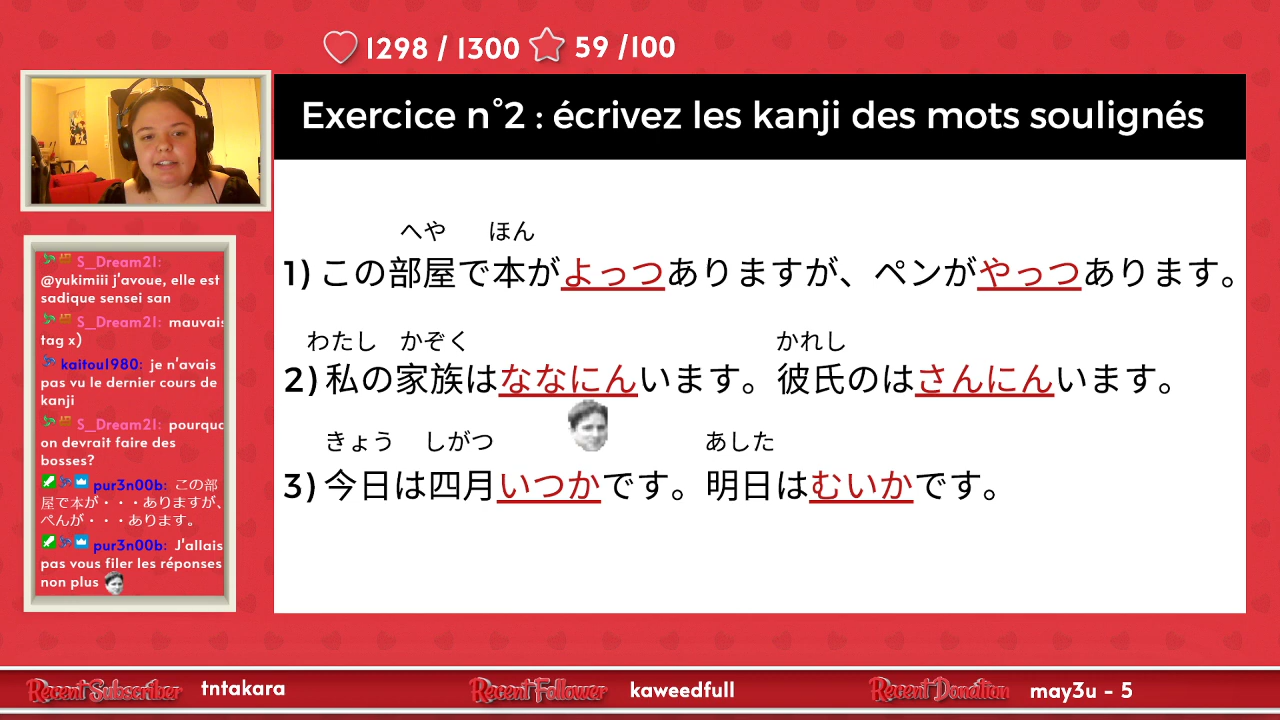 1298 / 1300 59 /100
Exercice n°2 : écrivez les kanji des mots soulignés
へや ほん
1) この部屋で本がよっつありますが、ペンがやっつあります。
わたし かぞく かれし
2) 私の家族はななにんいます。彼氏のはさんにんいます。
きょう しがつ あした
3) 今日は四月いつかです。明日はむいかです。
S_Dream21:
@yukimiii j'avoue, elle est
sadique sensei san
S_Dream21: mauvais
tag x)
kaitou1980: je n'avais
pas vu le dernier cours de
kanji
S_Dream21: pourquo
on devrait faire des
bosses?
pur3n00b: この部
屋で本が・・・ありますが、
ぺんが・・・あります。
pur3n00b: J'allais
pas vous filer les réponses
non plus
Recent Subscriber tntakara
Recent Follower kaweedfull
Recent Donation may3u - 5